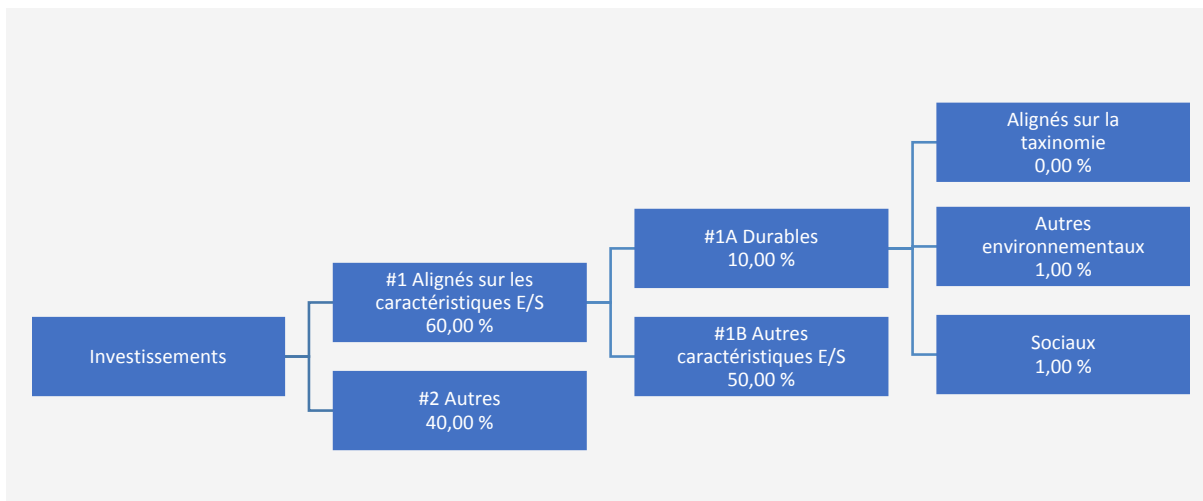 Investissements
#1 Alignés sur les
caractéristiques E/S
60,00 %
#2 Autres
40,00 %
#1A Durables
10,00 %
#1B Autres
caractéristiques E/S
50,00 %
Alignés sur la
taxinomie
0,00 %
Autres
environnementaux
1,00 %
Sociaux
1,00 %